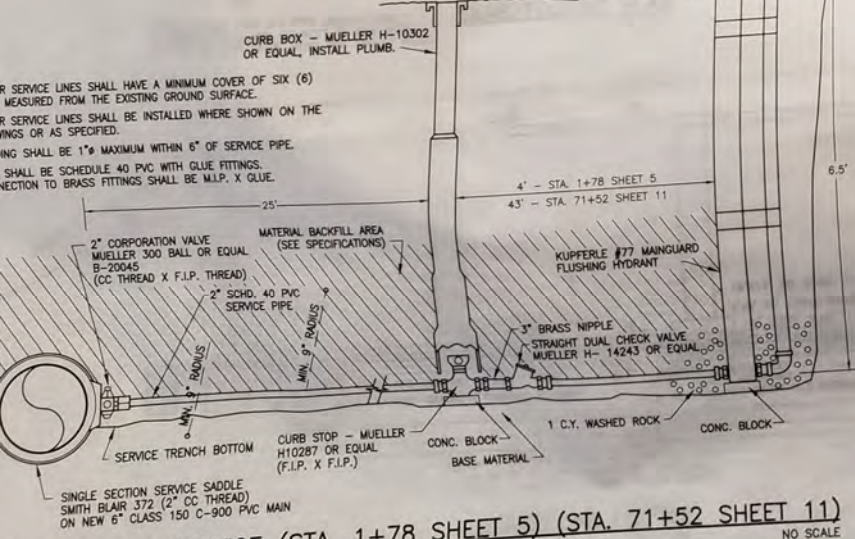 CURB BOX – MUELLER H-10302
OR EQUAL, INSTALL PLUMB.
R SERVICE LINES SHALL HAVE A MINIMUM COVER OF SIX (6)
MEASURED FROM THE EXISTING GROUND SURFACE.
R SERVICE LINES SHALL BE INSTALLED WHERE SHOWN ON THE
INGS OR AS SPECIFIED.
ING SHALL BE 1"ø MAXIMUM WITHIN 6" OF SERVICE PIPE.
SHALL BE SCHEDULE 40 PVC WITH GLUE FITTINGS.
NECTION TO BRASS FITTINGS SHALL BE M.I.P. X GLUE.
4' – STA. 1+78 SHEET 5
43' – STA. 71+52 SHEET 11
6.5'
25'
2" CORPORATION VALVE
MUELLER 300 BALL OR EQUAL
B-20045
(CC THREAD X F.I.P. THREAD)
MATERIAL BACKFILL AREA
(SEE SPECIFICATIONS)
KUPFERLE #77 MAINGUARD
FLUSHING HYDRANT
2" SCHD. 40 PVC
SERVICE PIPE
MIN. 9" RADIUS
MIN. 9" RADIUS
3" BRASS NIPPLE
STRAIGHT DUAL CHECK VALVE
MUELLER H- 14243 OR EQUAL
SERVICE TRENCH BOTTOM
CURB STOP – MUELLER
H10287 OR EQUAL
(F.I.P. X F.I.P.)
CONC. BLOCK
BASE MATERIAL
1 C.Y. WASHED ROCK
CONC. BLOCK
SINGLE SECTION SERVICE SADDLE
SMITH BLAIR 372 (2" CC THREAD)
ON NEW 6" CLASS 150 C-900 PVC MAIN
(STA. 1+78 SHEET 5) (STA. 71+52 SHEET 11)
NO SCALE